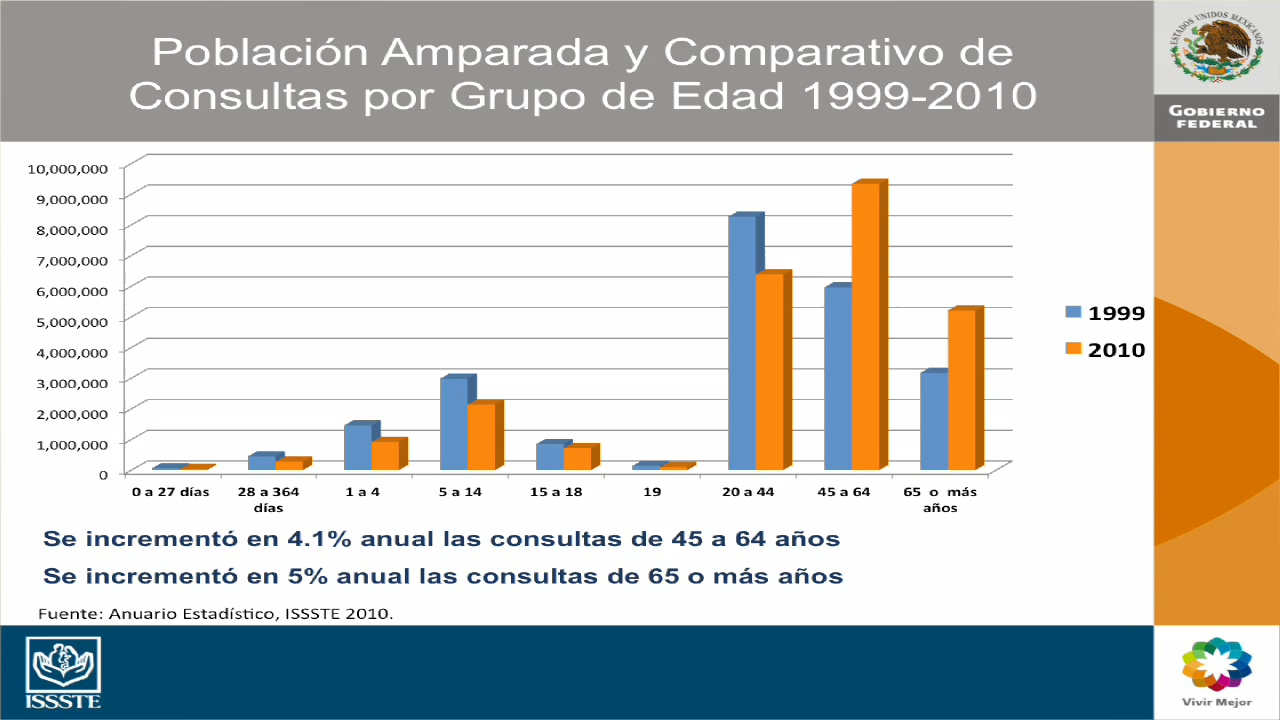 Población Amparada y Comparativo de
Consultas por Grupo de Edad 1999-2010
ESTADOS UNIDOS MEXICANOS
GOBIERNO
FEDERAL
10,000,000
9,000,000
8,000,000
7,000,000
6,000,000
5,000,000
4,000,000
3,000,000
2,000,000
1,000,000
0
0 a 27 días
28 a 364
días
1 a 4
5 a 14
15 a 18
19
20 a 44
45 a 64
65 o más
años
1999
2010
Se incrementó en 4.1% anual las consultas de 45 a 64 años
Se incrementó en 5% anual las consultas de 65 o más años
Fuente: Anuario Estadístico, ISSSTE 2010.
ISSSTE
Vivir Mejor